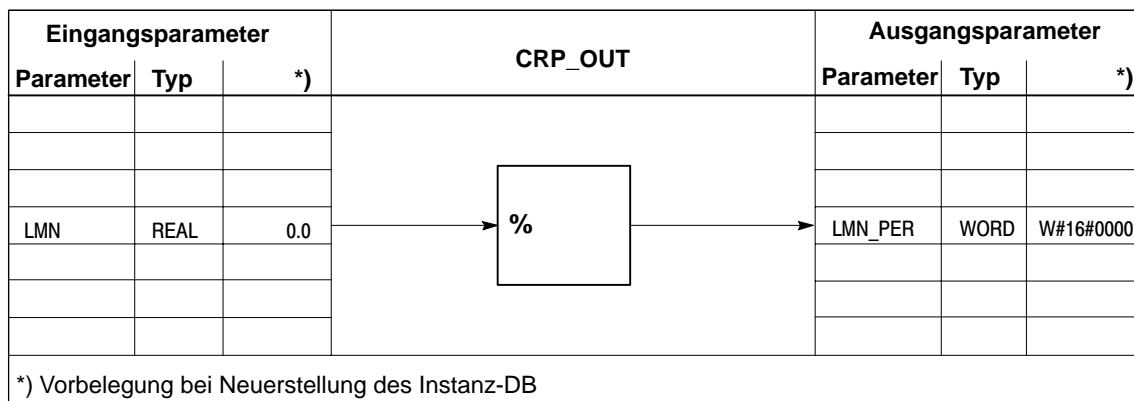 Eingangsparameter CRP_OUT Ausgangsparameter
Parameter Typ *) Parameter Typ *)
LMN REAL 0.0 % LMN_PER WORD W#16#0000
*) Vorbelegung bei Neuerstellung des Instanz-DB